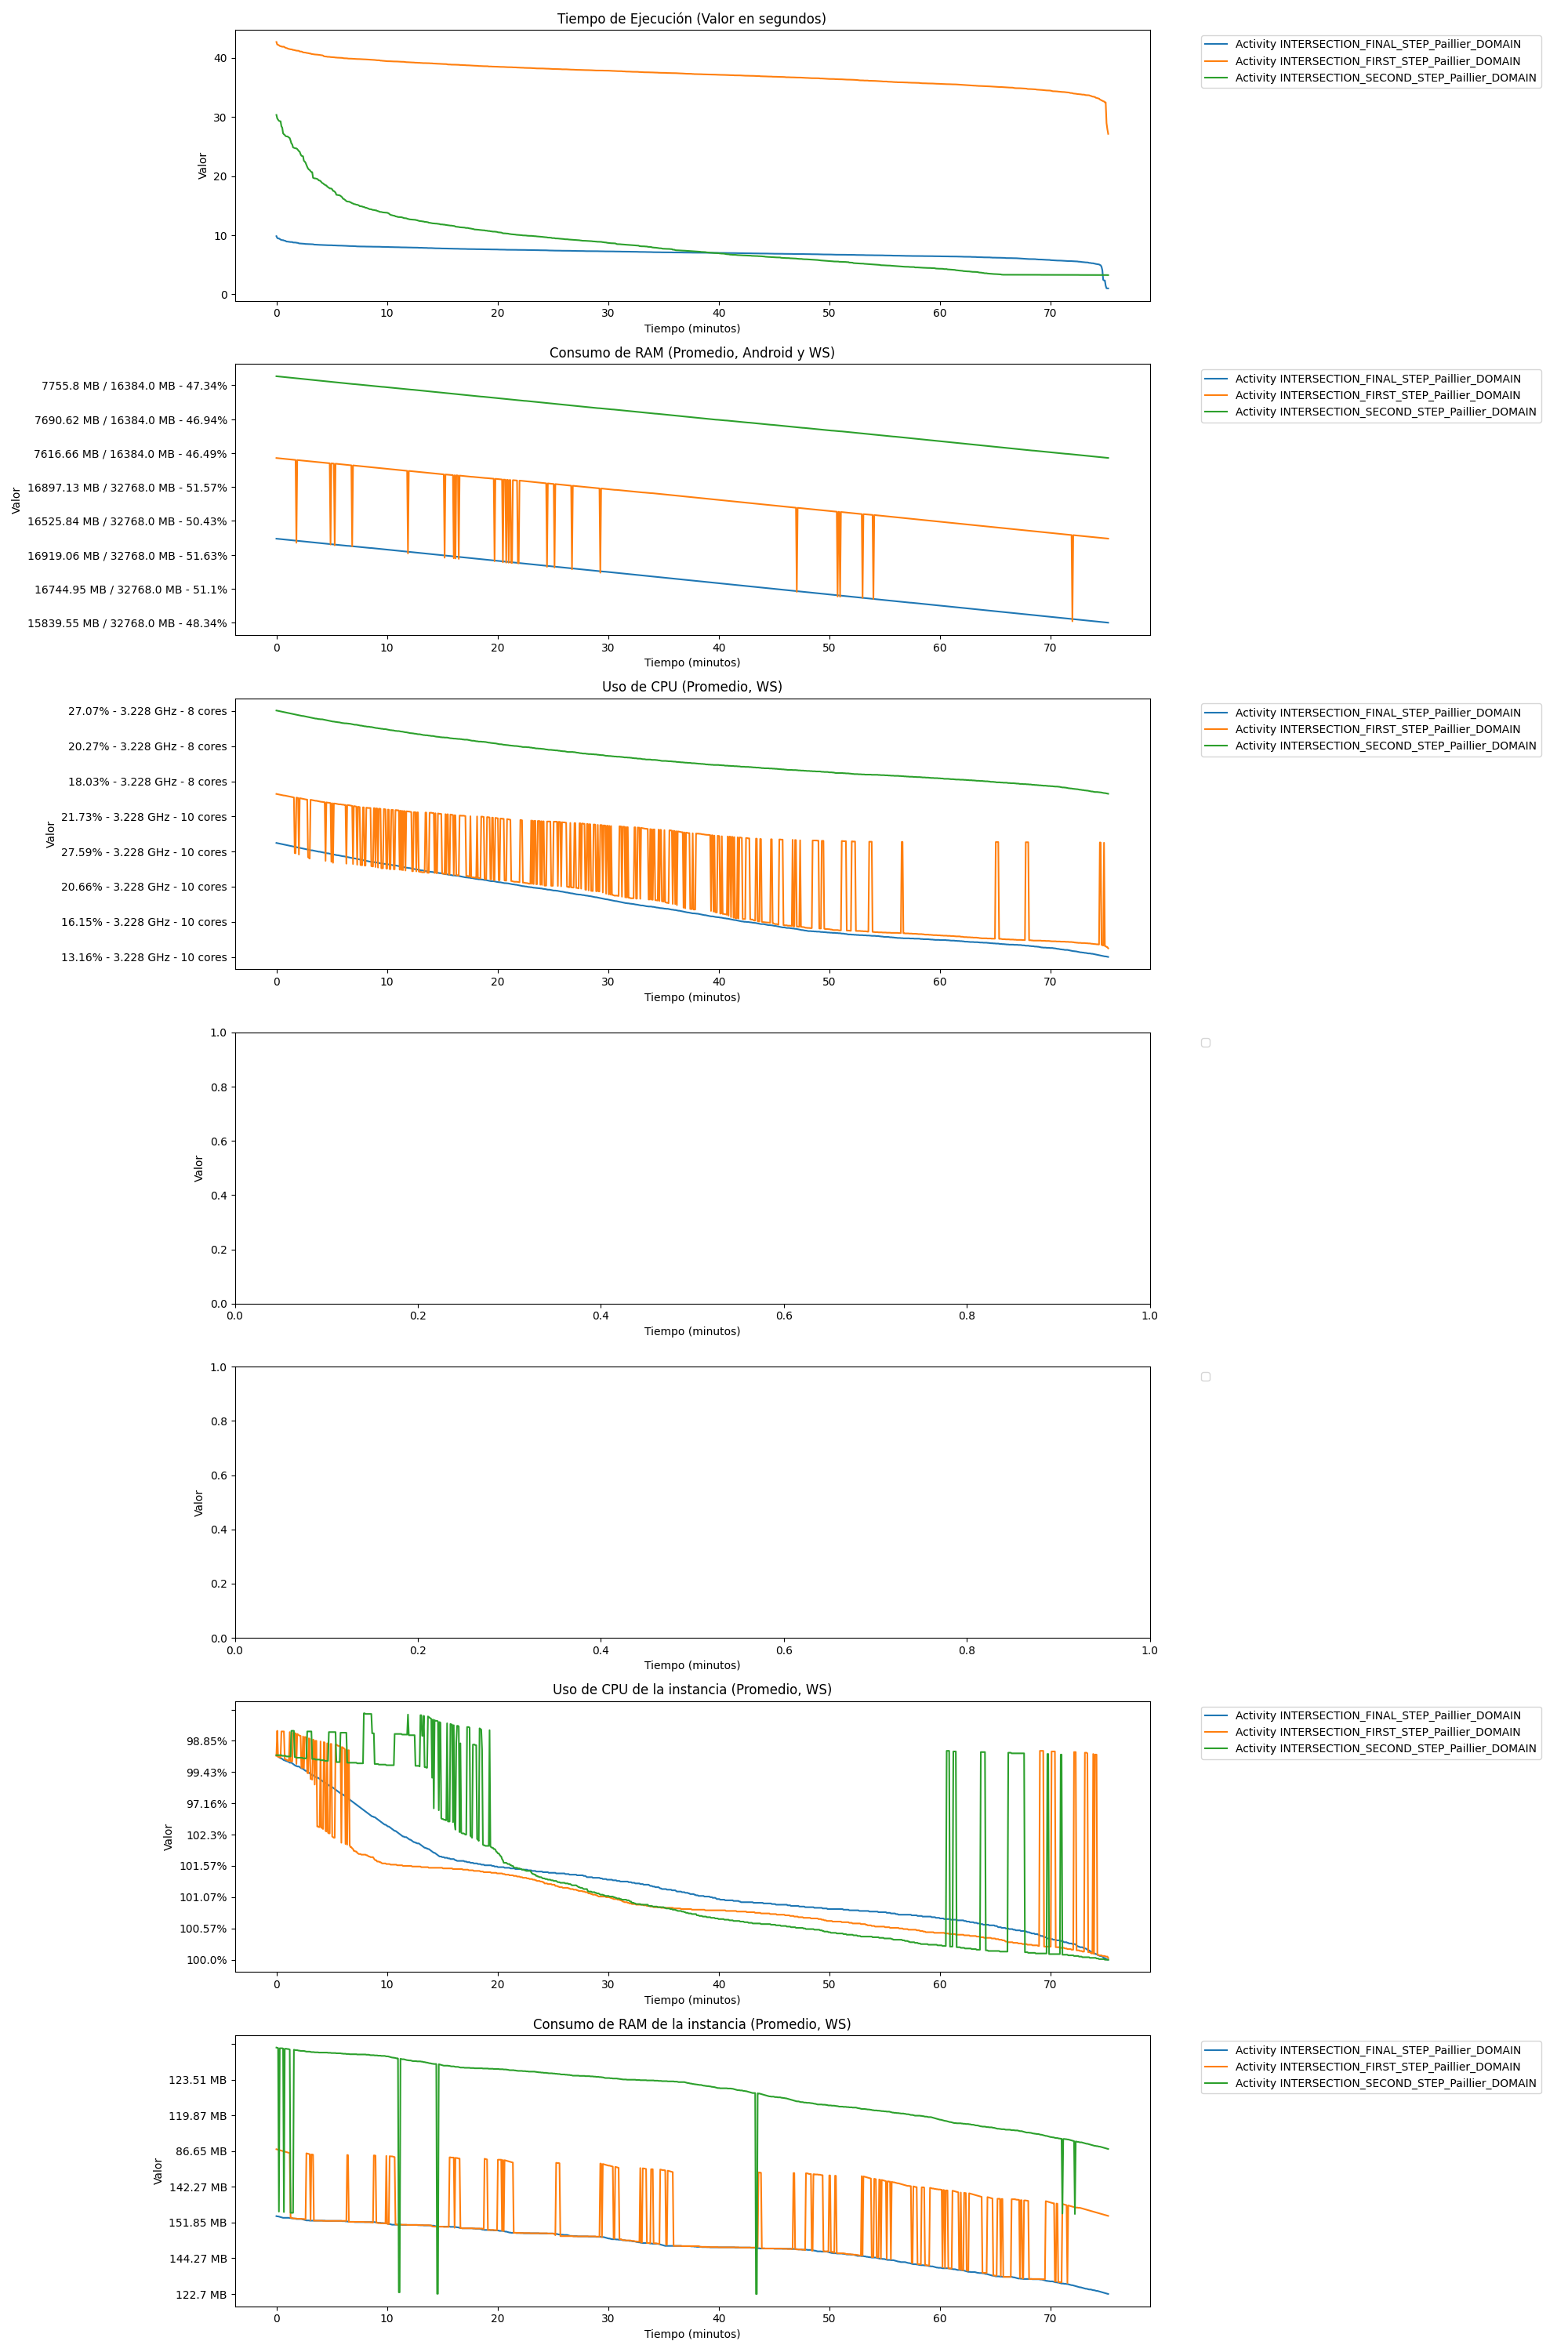 Tiempo de Ejecución (Valor en segundos)
40
30
20
10
0
Valor
0 10 20 30 40 50 60 70
Tiempo (minutos)
Activity INTERSECTION_FINAL_STEP_Paillier_DOMAIN
Activity INTERSECTION_FIRST_STEP_Paillier_DOMAIN
Activity INTERSECTION_SECOND_STEP_Paillier_DOMAIN
Consumo de RAM (Promedio, Android y WS)
7755.8 MB / 16384.0 MB - 47.34%
7690.62 MB / 16384.0 MB - 46.94%
7616.66 MB / 16384.0 MB - 46.49%
16897.13 MB / 32768.0 MB - 51.57%
16525.84 MB / 32768.0 MB - 50.43%
16919.06 MB / 32768.0 MB - 51.63%
16744.95 MB / 32768.0 MB - 51.1%
15839.55 MB / 32768.0 MB - 48.34%
Valor
0 10 20 30 40 50 60 70
Tiempo (minutos)
Activity INTERSECTION_FINAL_STEP_Paillier_DOMAIN
Activity INTERSECTION_FIRST_STEP_Paillier_DOMAIN
Activity INTERSECTION_SECOND_STEP_Paillier_DOMAIN
Uso de CPU (Promedio, WS)
27.07% - 3.228 GHz - 8 cores
20.27% - 3.228 GHz - 8 cores
18.03% - 3.228 GHz - 8 cores
21.73% - 3.228 GHz - 10 cores
27.59% - 3.228 GHz - 10 cores
20.66% - 3.228 GHz - 10 cores
16.15% - 3.228 GHz - 10 cores
13.16% - 3.228 GHz - 10 cores
Valor
0 10 20 30 40 50 60 70
Tiempo (minutos)
Activity INTERSECTION_FINAL_STEP_Paillier_DOMAIN
Activity INTERSECTION_FIRST_STEP_Paillier_DOMAIN
Activity INTERSECTION_SECOND_STEP_Paillier_DOMAIN
1.0
0.8
0.6
0.4
0.2
0.0
Valor
0.0 0.2 0.4 0.6 0.8 1.0
Tiempo (minutos)
1.0
0.8
0.6
0.4
0.2
0.0
Valor
0.0 0.2 0.4 0.6 0.8 1.0
Tiempo (minutos)
Uso de CPU de la instancia (Promedio, WS)
98.85%
99.43%
97.16%
102.3%
101.57%
101.07%
100.57%
100.0%
Valor
0 10 20 30 40 50 60 70
Tiempo (minutos)
Activity INTERSECTION_FINAL_STEP_Paillier_DOMAIN
Activity INTERSECTION_FIRST_STEP_Paillier_DOMAIN
Activity INTERSECTION_SECOND_STEP_Paillier_DOMAIN
Consumo de RAM de la instancia (Promedio, WS)
123.51 MB
119.87 MB
86.65 MB
142.27 MB
151.85 MB
144.27 MB
122.7 MB
Valor
0 10 20 30 40 50 60 70
Tiempo (minutos)
Activity INTERSECTION_FINAL_STEP_Paillier_DOMAIN
Activity INTERSECTION_FIRST_STEP_Paillier_DOMAIN
Activity INTERSECTION_SECOND_STEP_Paillier_DOMAIN